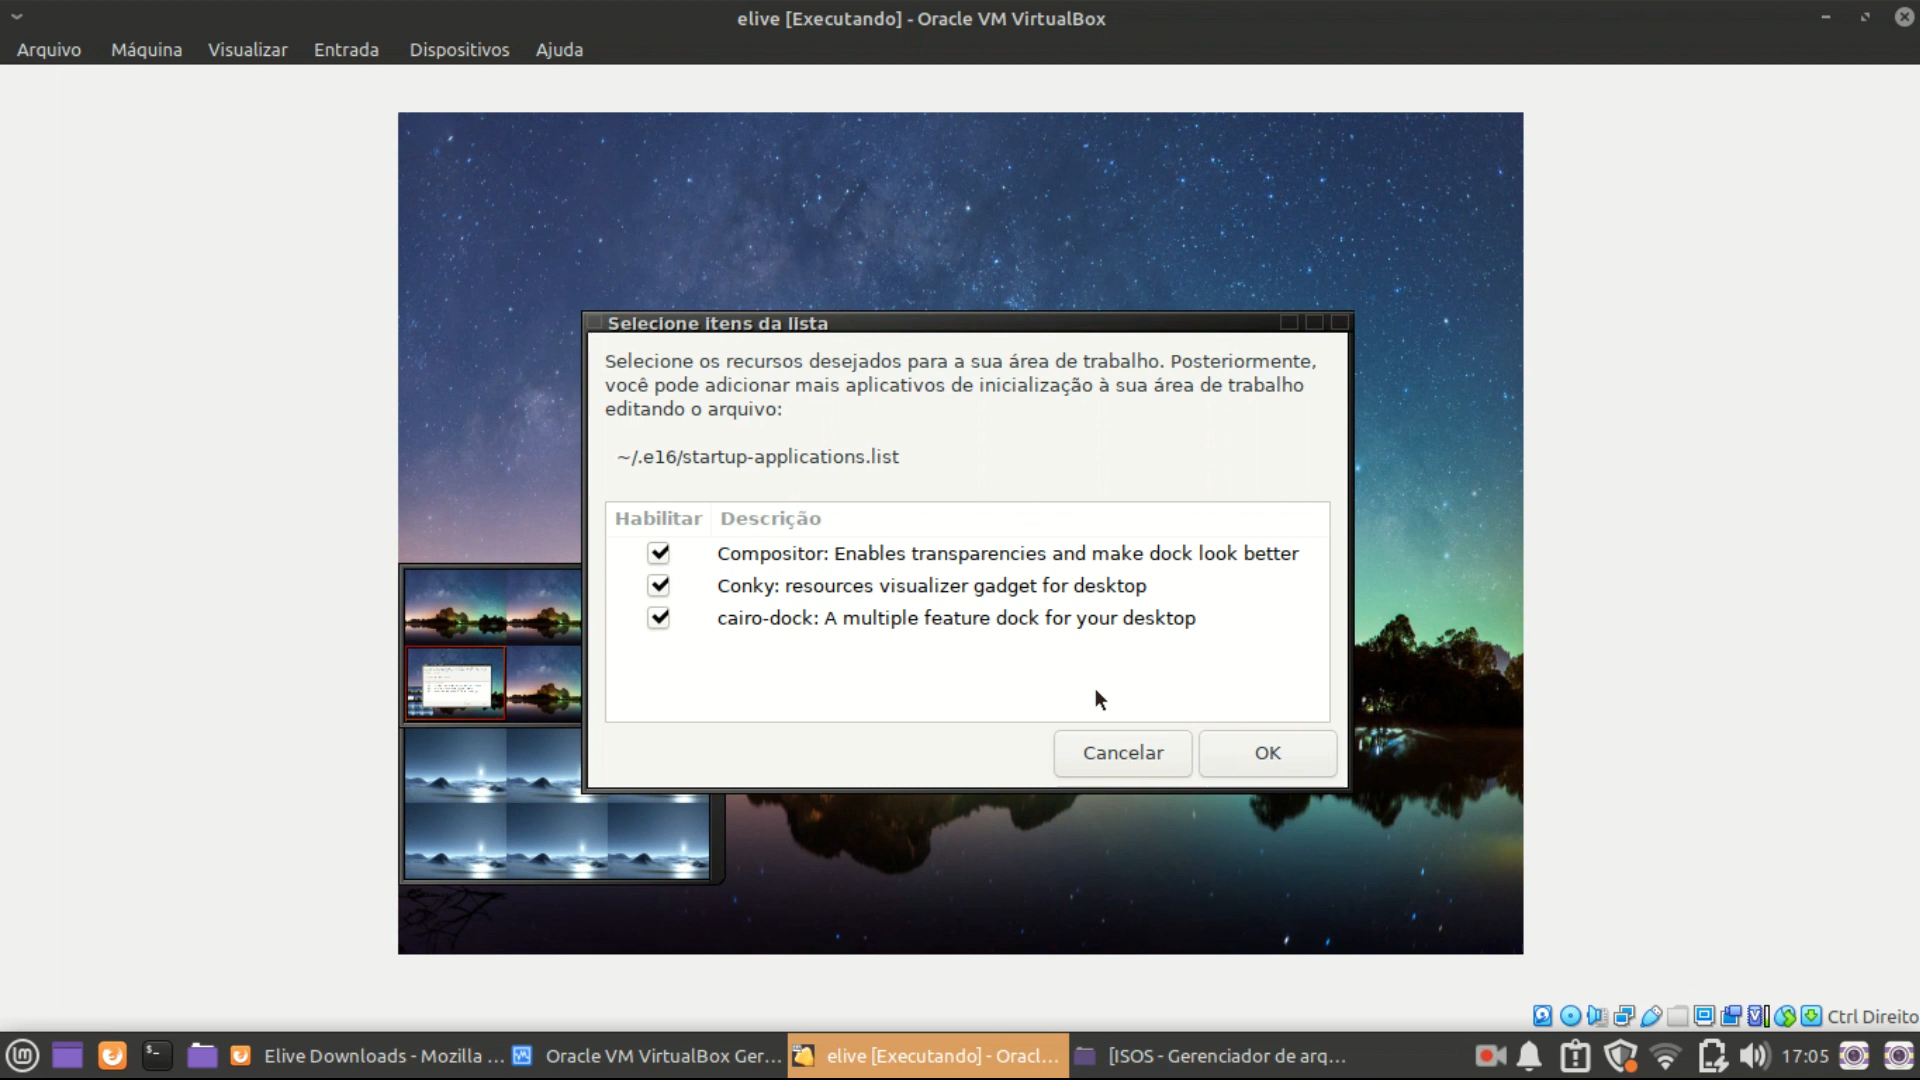 elive [Executando] - Oracle VM VirtualBox
Arquivo Máquina Visualizar Entrada Dispositivos Ajuda
Selecione itens da lista
Selecione os recursos desejados para a sua área de trabalho. Posteriormente,
você pode adicionar mais aplicativos de inicialização à sua área de trabalho
editando o arquivo:
~/.e16/startup-applications.list
Habilitar Descrição
Compositor: Enables transparencies and make dock look better
Conky: resources visualizer gadget for desktop
cairo-dock: A multiple feature dock for your desktop
Cancelar OK
Ctrl Direito
Elive Downloads - Mozilla ... Oracle VM VirtualBox Ger... elive [Executando] - Oracl... [ISOS - Gerenciador de arq... 17:05